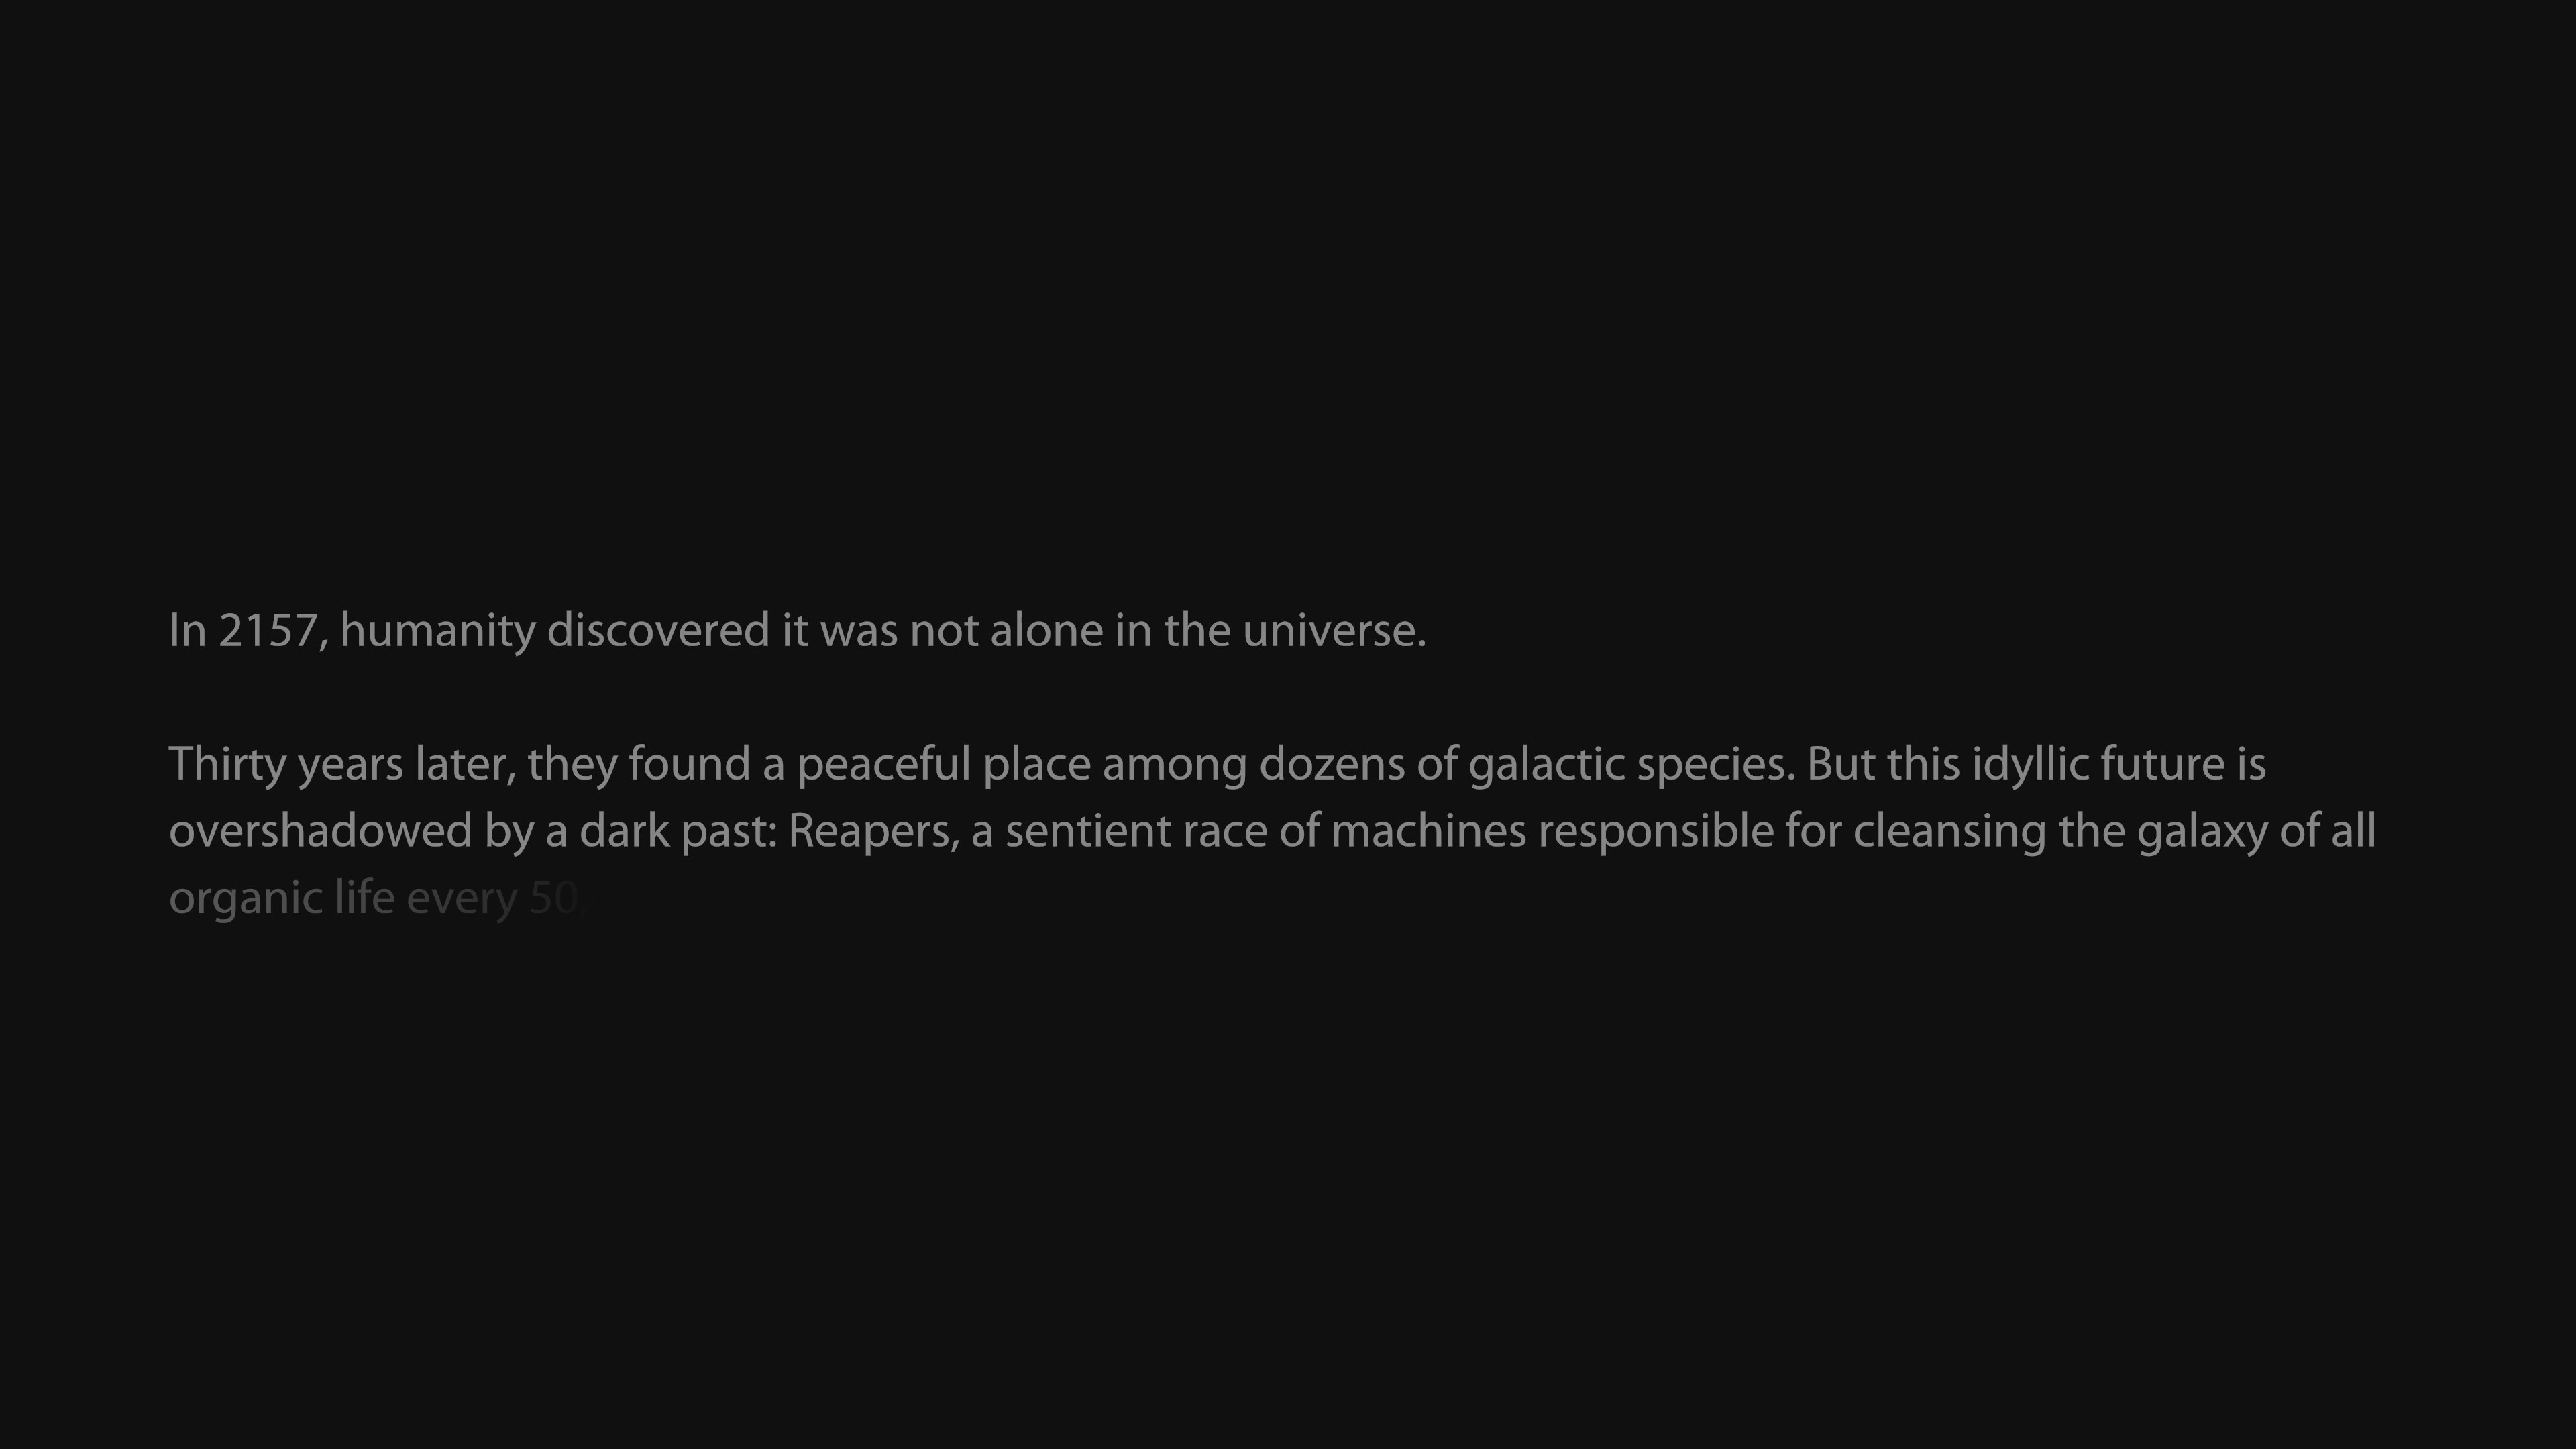 In 2157, humanity discovered it was not alone in the universe.
Thirty years later, they found a peaceful place among dozens of galactic species. But this idyllic future is
overshadowed by a dark past: Reapers, a sentient race of machines responsible for cleansing the galaxy of all
organic life every 50,